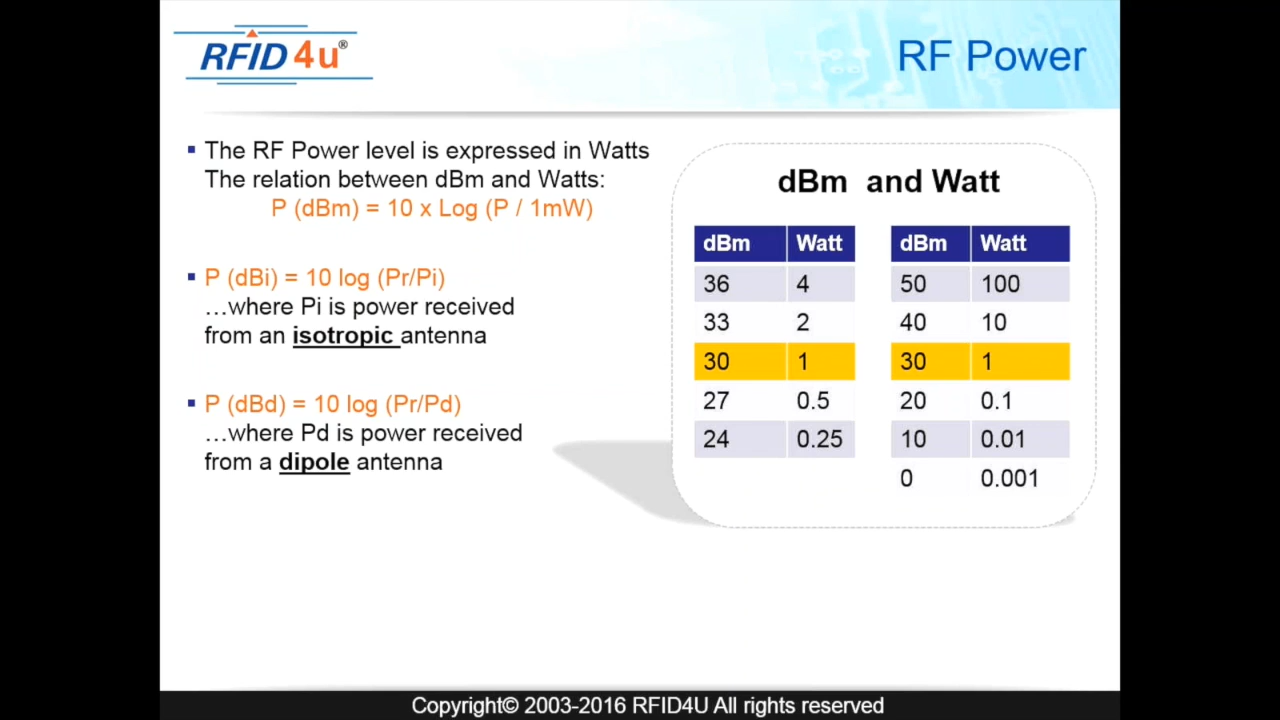 RFID4u®
RF Power
▪ The RF Power level is expressed in Watts
The relation between dBm and Watts:
P (dBm) = 10 x Log (P / 1mW)
▪ P (dBi) = 10 log (Pr/Pi)
…where Pi is power received
from an isotropic antenna
▪ P (dBd) = 10 log (Pr/Pd)
…where Pd is power received
from a dipole antenna
dBm and Watt
dBm Watt
36 4
33 2
30 1
27 0.5
24 0.25
dBm Watt
50 100
40 10
30 1
20 0.1
10 0.01
0 0.001
Copyright© 2003-2016 RFID4U All rights reserved